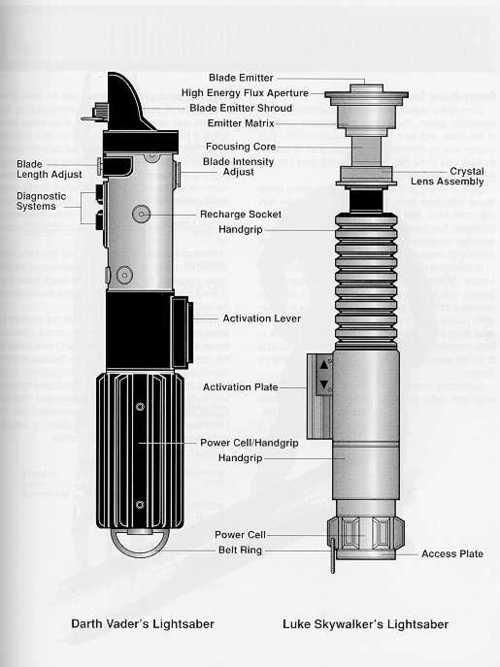 Blade Emitter
High Energy Flux Aperture
Blade Emitter Shroud
Emitter Matrix
Focusing Core
Blade Intensity
Adjust
Blade
Length Adjust
Crystal
Lens Assembly
Diagnostic
Systems
Recharge Socket
Handgrip
Activation Lever
Activation Plate
Power Cell/Handgrip
Handgrip
Power Cell
Belt Ring
Access Plate
Darth Vader's Lightsaber
Luke Skywalker's Lightsaber